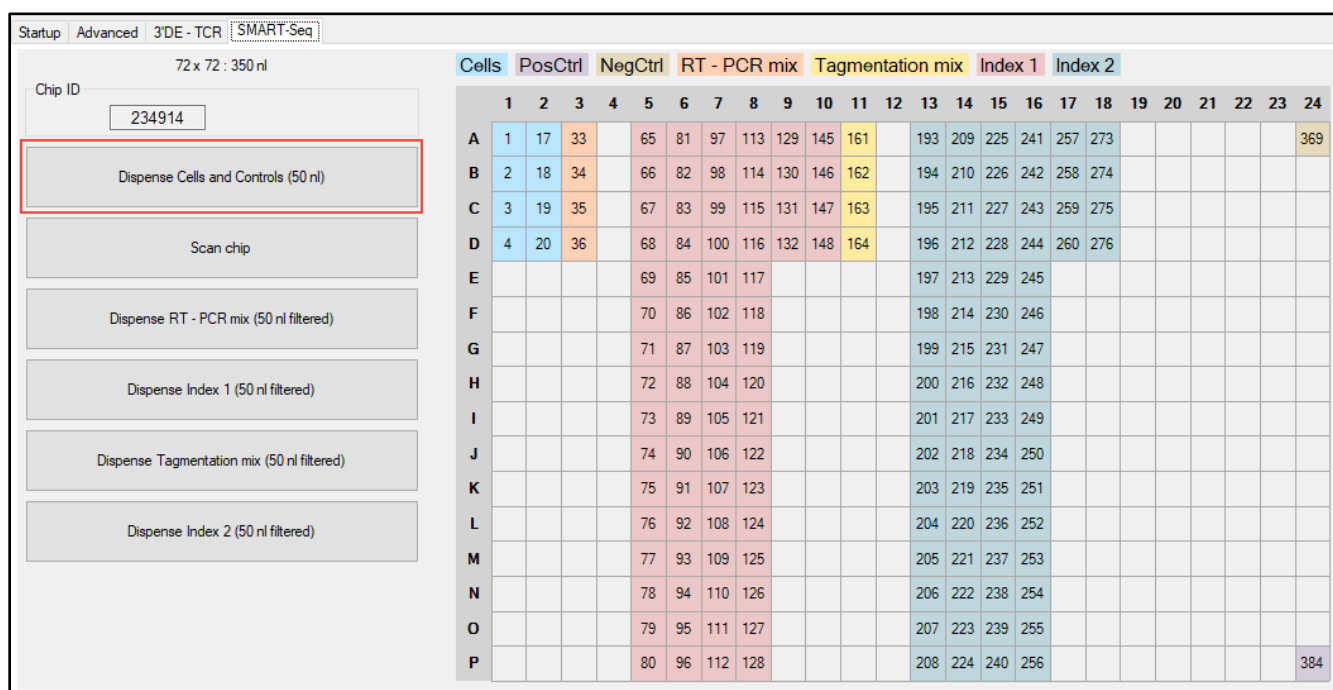 Startup Advanced 3'DE - TCR SMART-Seq
72 x 72 : 350 nl
Chip ID
234914
Dispense Cells and Controls (50 nl)
Scan chip
Dispense RT - PCR mix (50 nl filtered)
Dispense Index 1 (50 nl filtered)
Dispense Tagmentation mix (50 nl filtered)
Dispense Index 2 (50 nl filtered)
Cells PosCtrl NegCtrl RT - PCR mix Tagmentation mix Index 1 Index 2
1 2 3 4 5 6 7 8 9 10 11 12 13 14 15 16 17 18 19 20 21 22 23 24
A 1 17 33 65 81 97 113 129 145 161 193 209 225 241 257 273 369
B 2 18 34 66 82 98 114 130 146 162 194 210 226 242 258 274
C 3 19 35 67 83 99 115 131 147 163 195 211 227 243 259 275
D 4 20 36 68 84 100 116 132 148 164 196 212 228 244 260 276
E 69 85 101 117 197 213 229 245
F 70 86 102 118 198 214 230 246
G 71 87 103 119 199 215 231 247
H 72 88 104 120 200 216 232 248
I 73 89 105 121 201 217 233 249
J 74 90 106 122 202 218 234 250
K 75 91 107 123 203 219 235 251
L 76 92 108 124 204 220 236 252
M 77 93 109 125 205 221 237 253
N 78 94 110 126 206 222 238 254
O 79 95 111 127 207 223 239 255
P 80 96 112 128 208 224 240 256 384